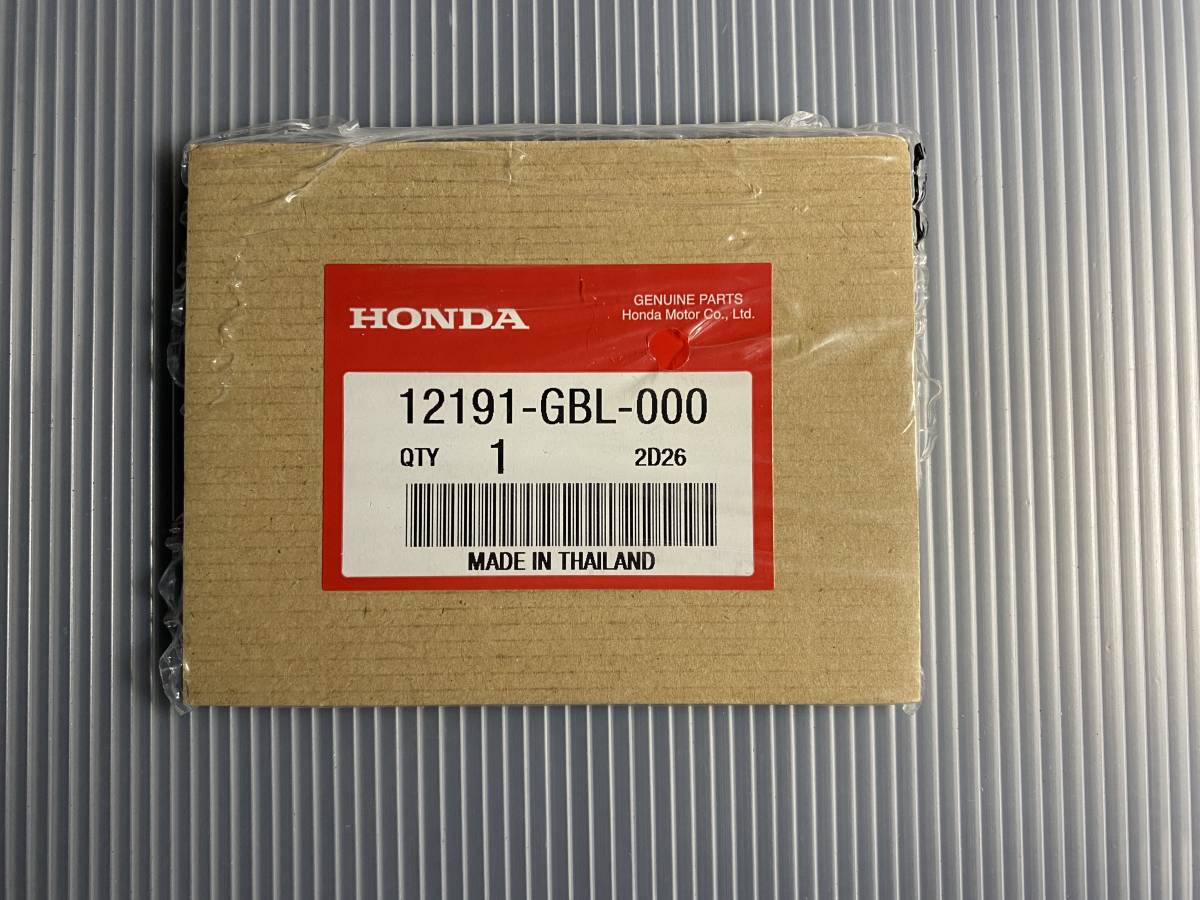 HONDA
GENUINE PARTS
Honda Motor Co., Ltd.
12191-GBL-000
QTY 1 2D26
MADE IN THAILAND